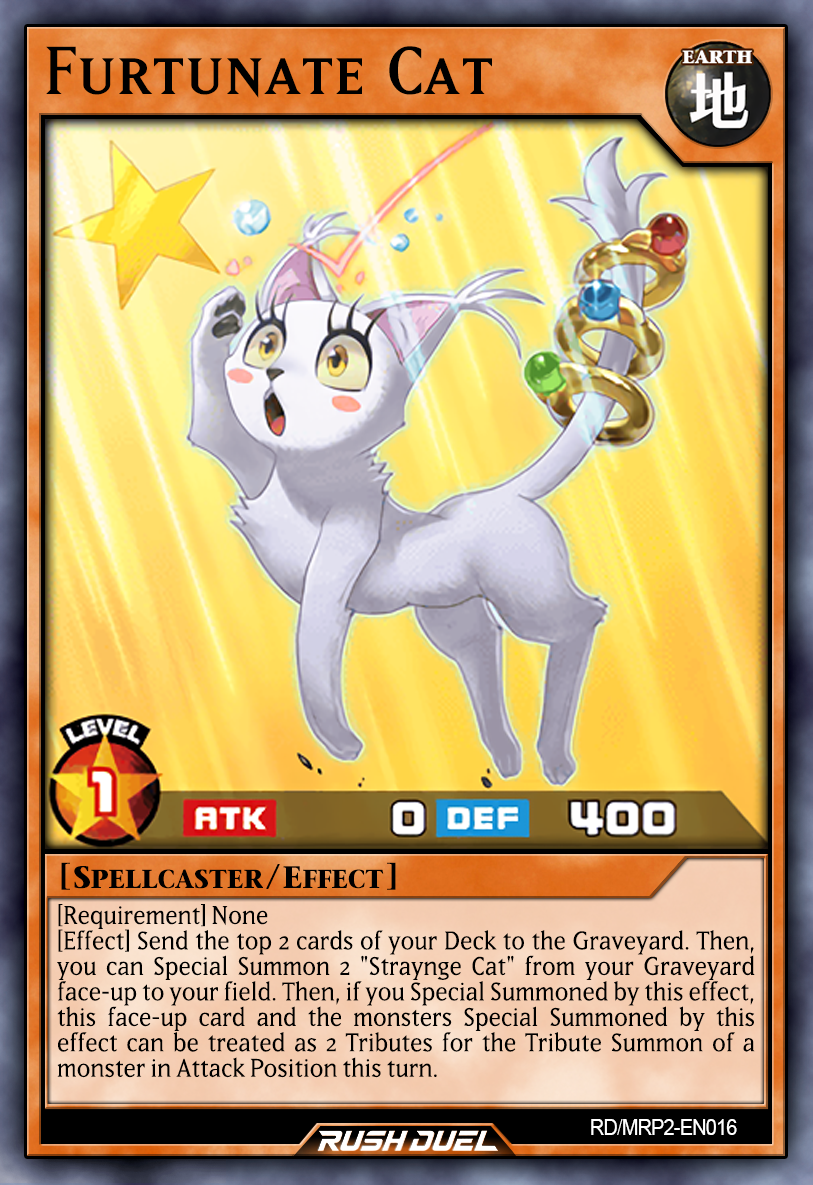 Furtunate Cat
EARTH
地
LEVEL
1
ATK 0 DEF 400
[Spellcaster/Effect]
[Requirement] None
[Effect] Send the top 2 cards of your Deck to the Graveyard. Then,
you can Special Summon 2 "Straynge Cat" from your Graveyard
face-up to your field. Then, if you Special Summoned by this effect,
this face-up card and the monsters Special Summoned by this
effect can be treated as 2 Tributes for the Tribute Summon of a
monster in Attack Position this turn.
RD/MRP2-EN016
RUSH DUEL